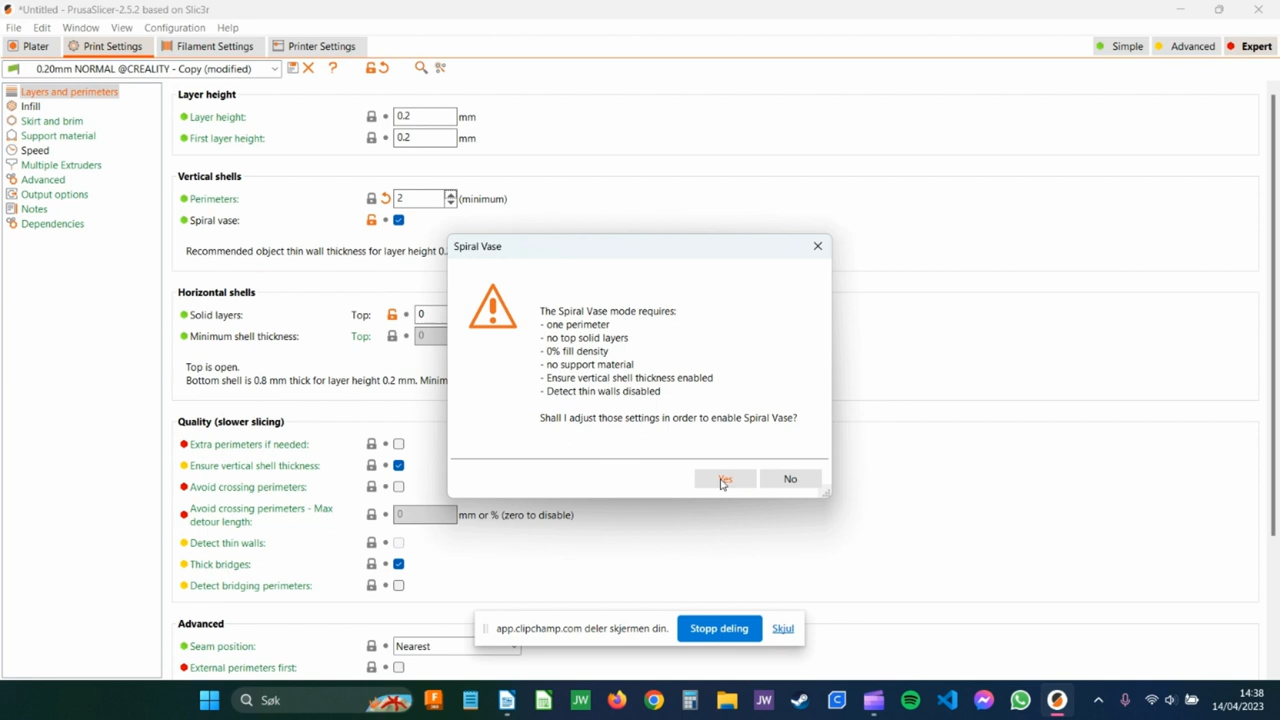 *Untitled - PrusaSlicer-2.5.2 based on Slic3r
File Edit Window View Configuration Help
Plater Print Settings Filament Settings Printer Settings Simple Advanced Expert
0.20mm NORMAL @CREALITY - Copy (modified) ?
Layers and perimeters
Infill
Skirt and brim
Support material
Speed
Multiple Extruders
Advanced
Output options
Notes
Dependencies
Layer height
Layer height: 0.2 mm
First layer height: 0.2 mm
Vertical shells
Perimeters: 2 (minimum)
Spiral vase:
Recommended object thin wall thickness for layer height 0.
Horizontal shells
Solid layers: Top: 0
Minimum shell thickness: Top: 0
Top is open.
Bottom shell is 0.8 mm thick for layer height 0.2 mm. Minim
Quality (slower slicing)
Extra perimeters if needed:
Ensure vertical shell thickness:
Avoid crossing perimeters:
Avoid crossing perimeters - Max
detour length: 0 mm or % (zero to disable)
Detect thin walls:
Thick bridges:
Detect bridging perimeters:
Advanced
Seam position: Nearest
External perimeters first:
Spiral Vase
The Spiral Vase mode requires:
- one perimeter
- no top solid layers
- 0% fill density
- no support material
- Ensure vertical shell thickness enabled
- Detect thin walls disabled
Shall I adjust those settings in order to enable Spiral Vase?
Yes No
app.clipchamp.com deler skjermen din. Stopp deling Skjul
Søk
F
JW
JW
14:38
14/04/2023